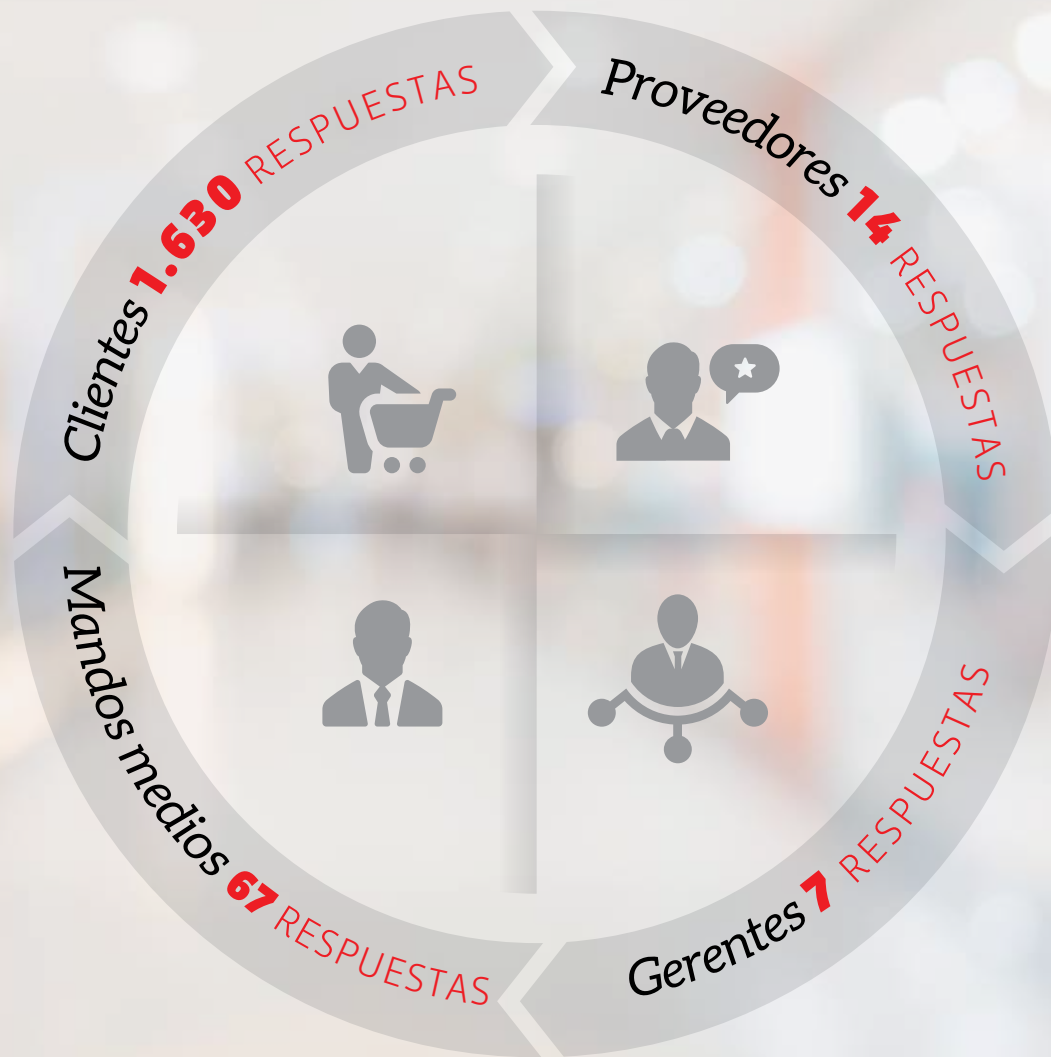 Clientes 1.630 RESPUESTAS
Proveedores 14 RESPUESTAS
Mandos medios 67 RESPUESTAS
Gerentes 7 RESPUESTAS